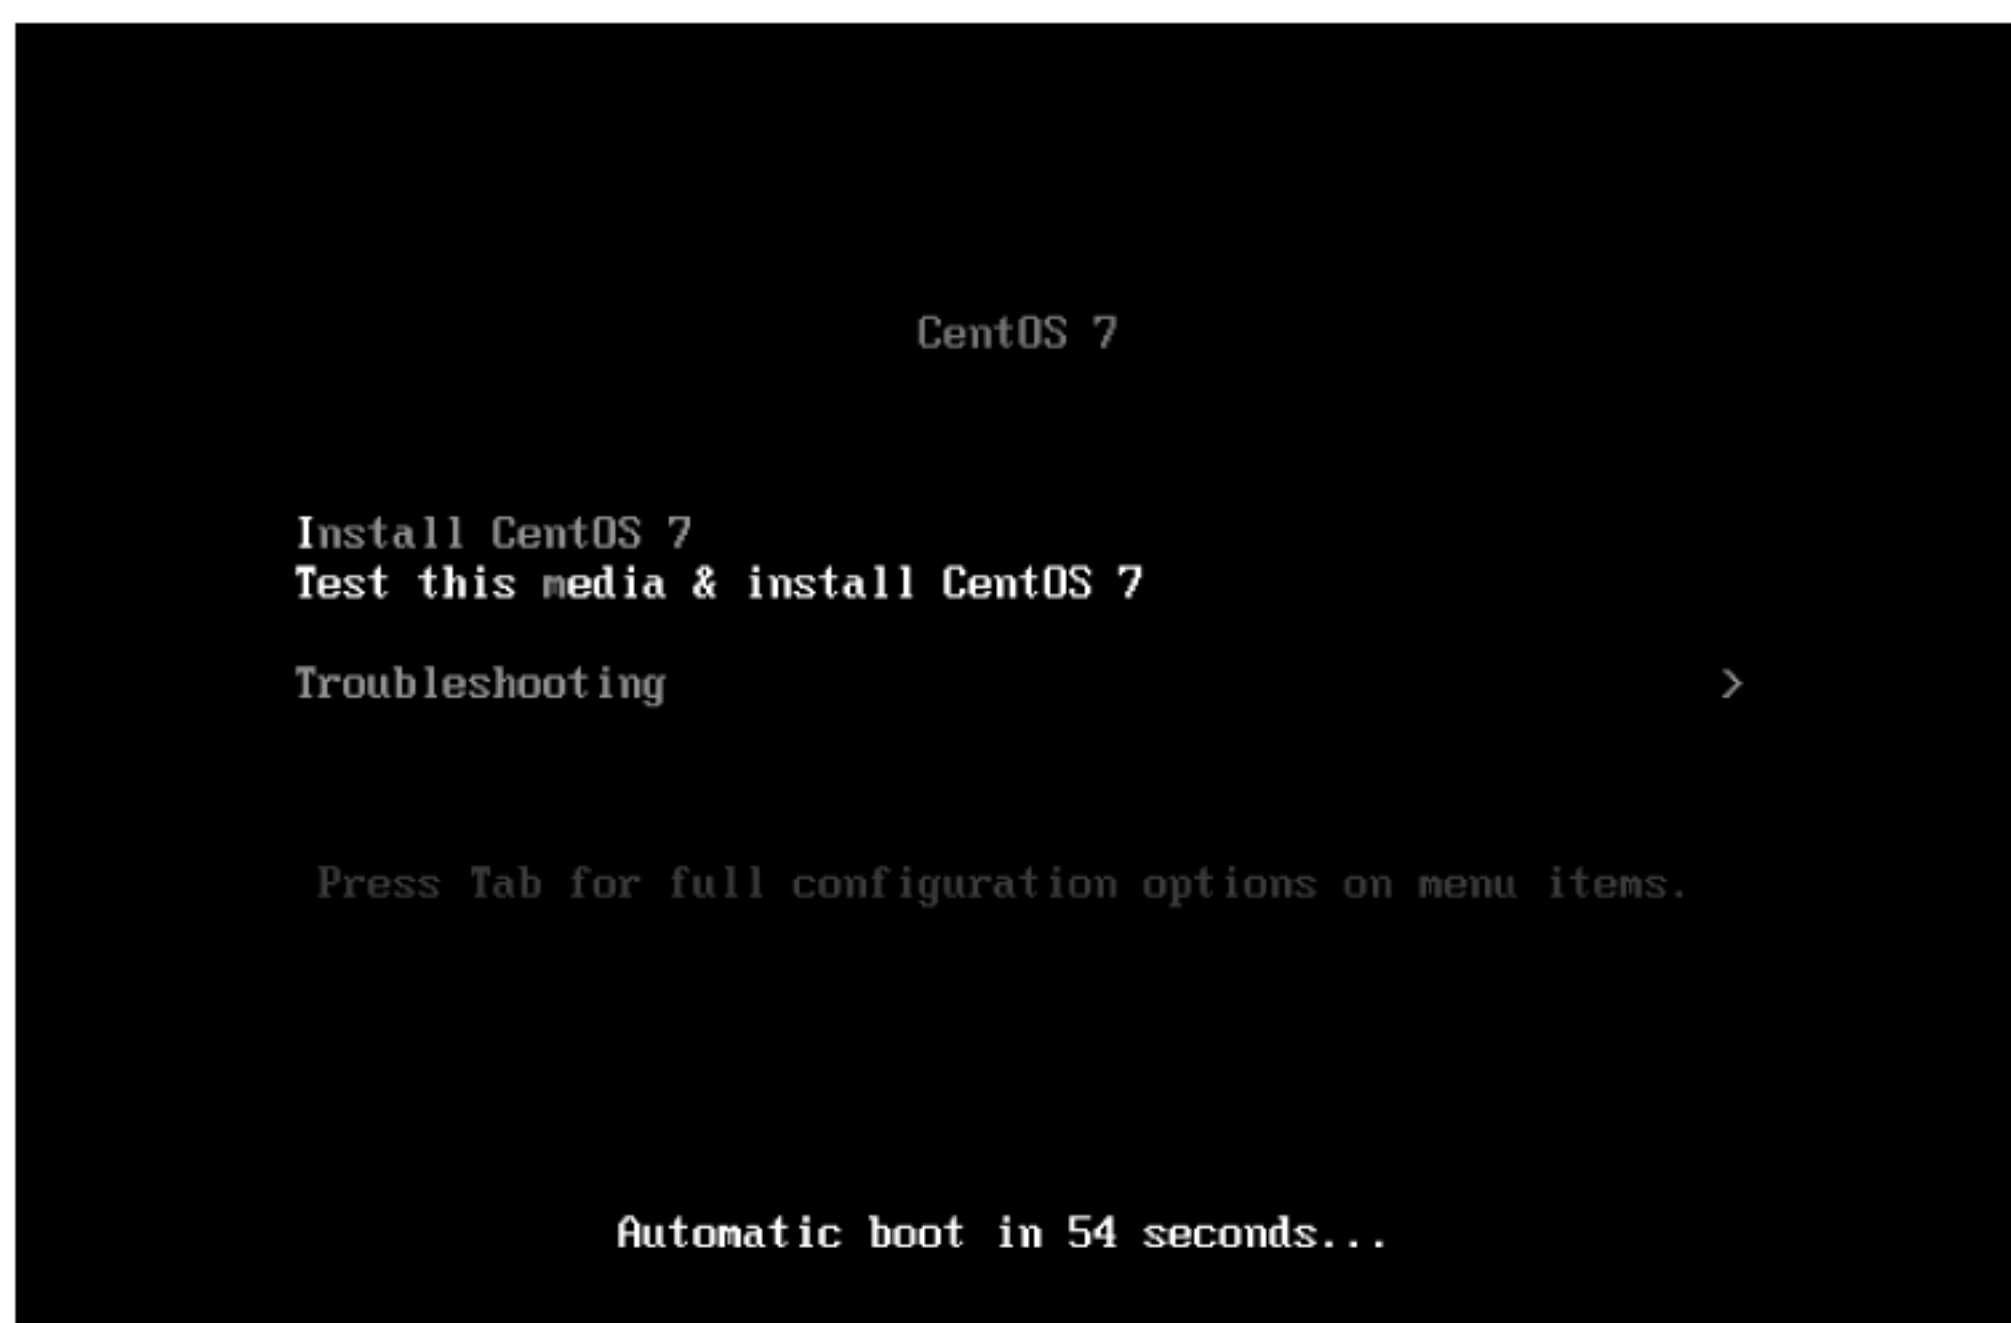 CentOS 7
Install CentOS 7
Test this media & install CentOS 7
Troubleshooting >
Press Tab for full configuration options on menu items.
Automatic boot in 54 seconds...